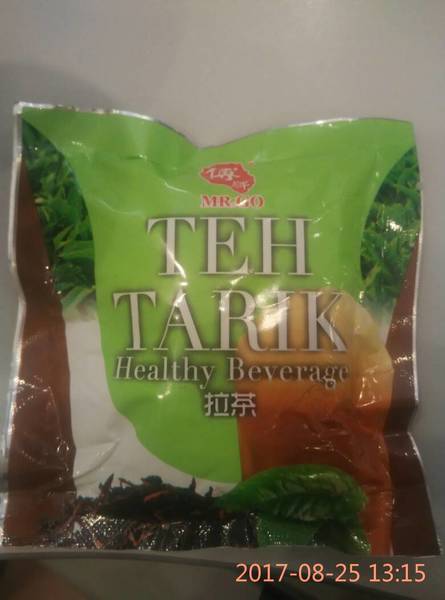 MR GO
TEH
TARIK
Healthy Beverage
拉茶
2017-08-25 13:15